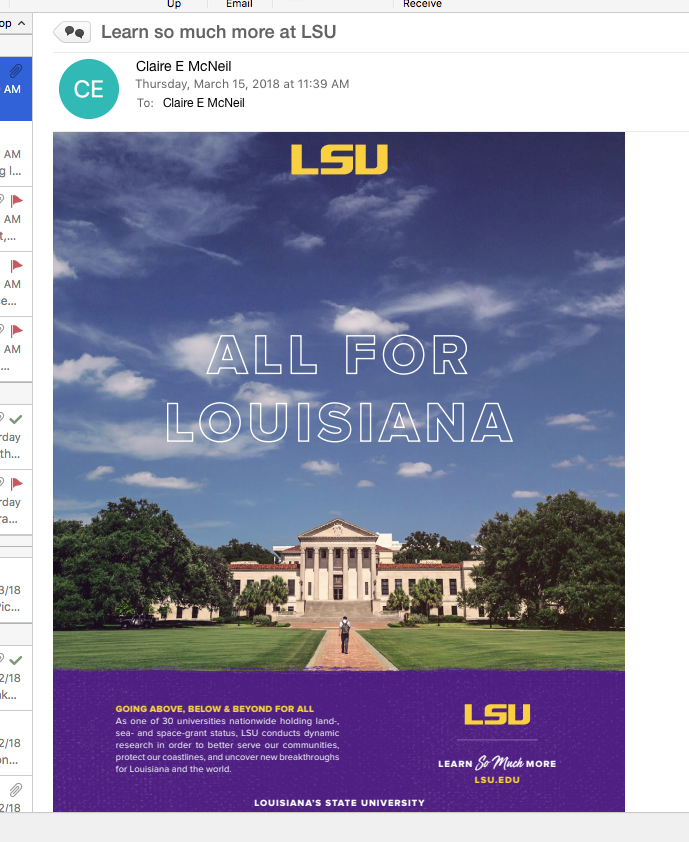 Up Email Receive
op
Learn so much more at LSU
CE
Claire E McNeil
Thursday, March 15, 2018 at 11:39 AM
To: Claire E McNeil
AM
AM
g l...
AM
t,...
AM
e...
AM
...
rday
th...
rday
ra...
3/18
ic...
2/18
k...
2/18
on...
2/18
LSU
ALL FOR
LOUISIANA
GOING ABOVE, BELOW & BEYOND FOR ALL
As one of 30 universities nationwide holding land-,
sea- and space-grant status, LSU conducts dynamic
research in order to better serve our communities,
protect our coastlines, and uncover new breakthroughs
for Louisiana and the world.
LSU
LEARN So Much MORE
LSU.EDU
LOUISIANA'S STATE UNIVERSITY